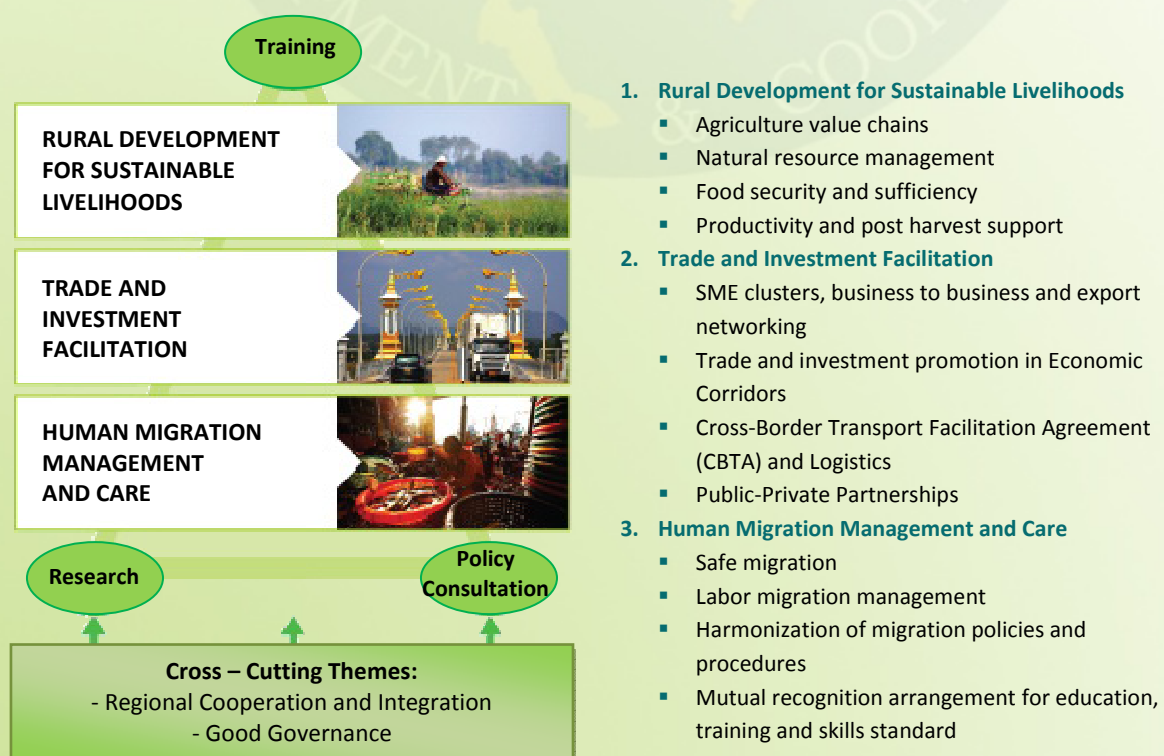 Training
RURAL DEVELOPMENT
FOR SUSTAINABLE
LIVELIHOODS
TRADE AND
INVESTMENT
FACILITATION
HUMAN MIGRATION
MANAGEMENT
AND CARE
Research
Policy
Consultation
Cross – Cutting Themes:
- Regional Cooperation and Integration
- Good Governance
MENT & COOP
1. Rural Development for Sustainable Livelihoods
▪ Agriculture value chains
▪ Natural resource management
▪ Food security and sufficiency
▪ Productivity and post harvest support
2. Trade and Investment Facilitation
▪ SME clusters, business to business and export
networking
▪ Trade and investment promotion in Economic
Corridors
▪ Cross-Border Transport Facilitation Agreement
(CBTA) and Logistics
▪ Public-Private Partnerships
3. Human Migration Management and Care
▪ Safe migration
▪ Labor migration management
▪ Harmonization of migration policies and
procedures
▪ Mutual recognition arrangement for education,
training and skills standard